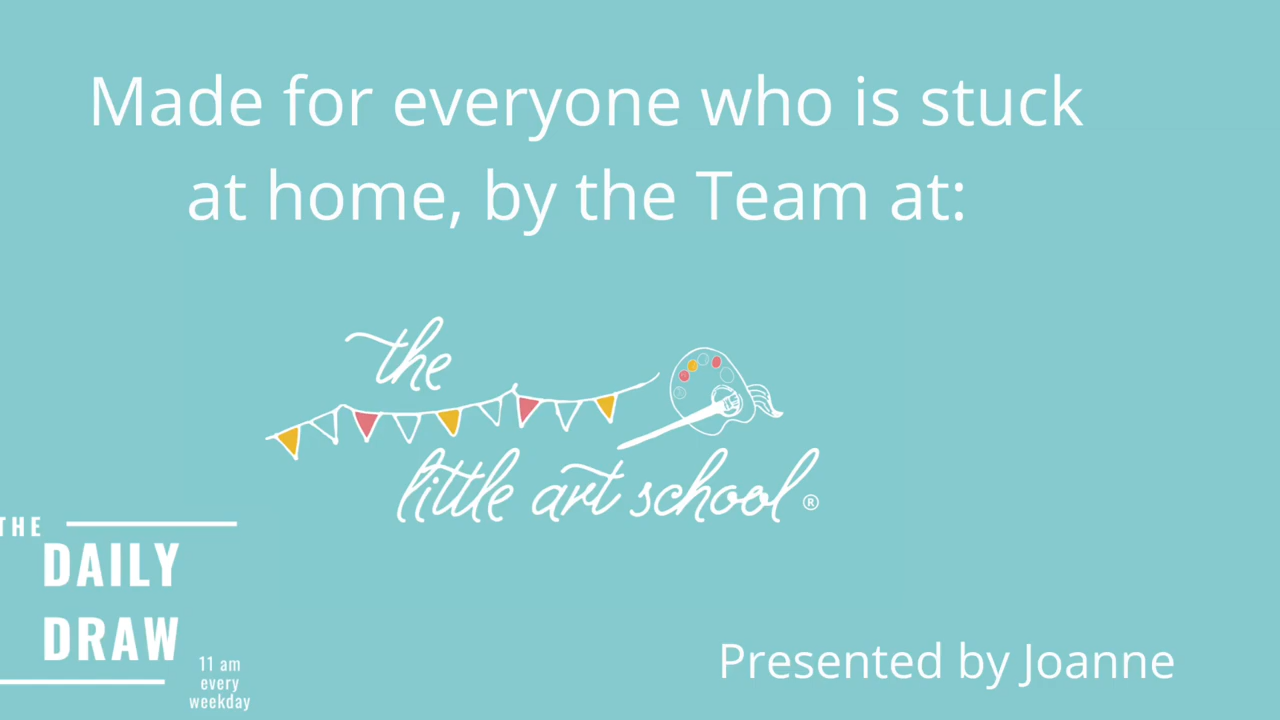 Made for everyone who is stuck
at home, by the Team at:
the
little art school®
THE
DAILY
DRAW
11 am
every
weekday
Presented by Joanne